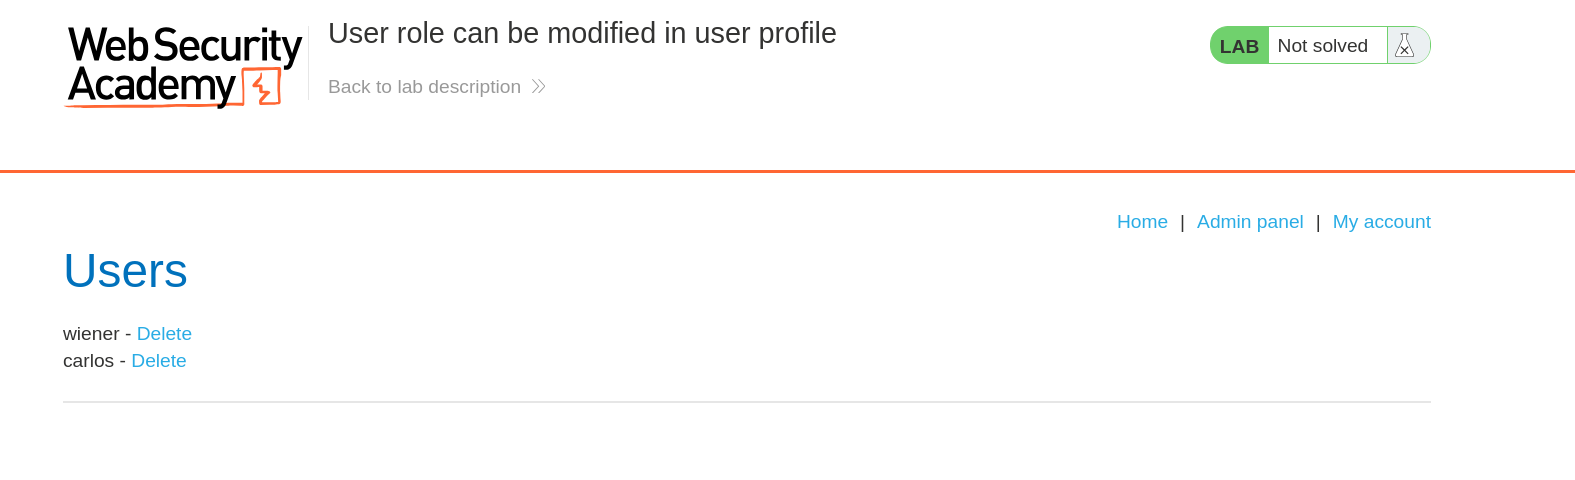 Web Security
Academy
User role can be modified in user profile
Back to lab description
LAB Not solved
Home | Admin panel | My account
Users
wiener - Delete
carlos - Delete